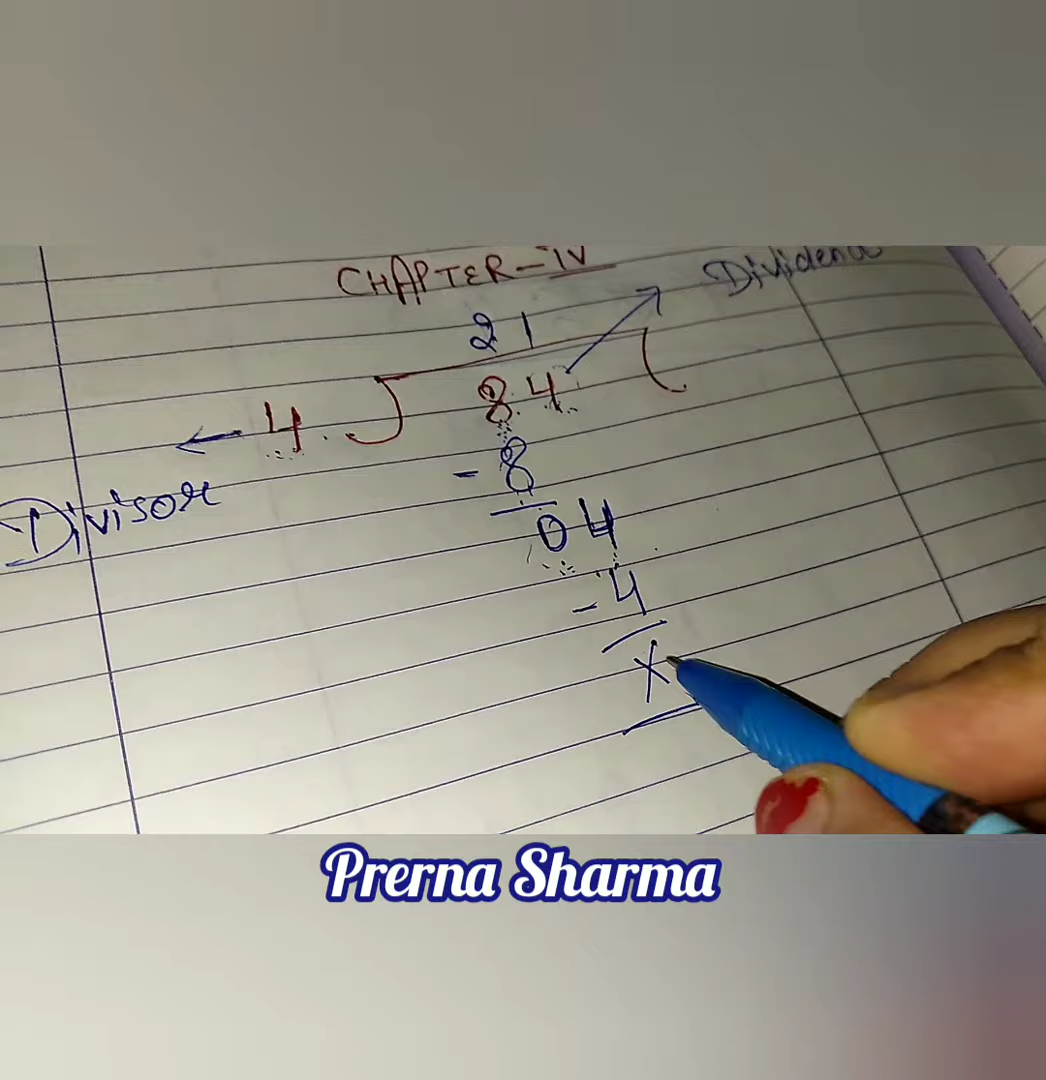 CHAPTER-IV
Dividend
21
4 84
Divisor
-8
04
-4
x
Prerna Sharma